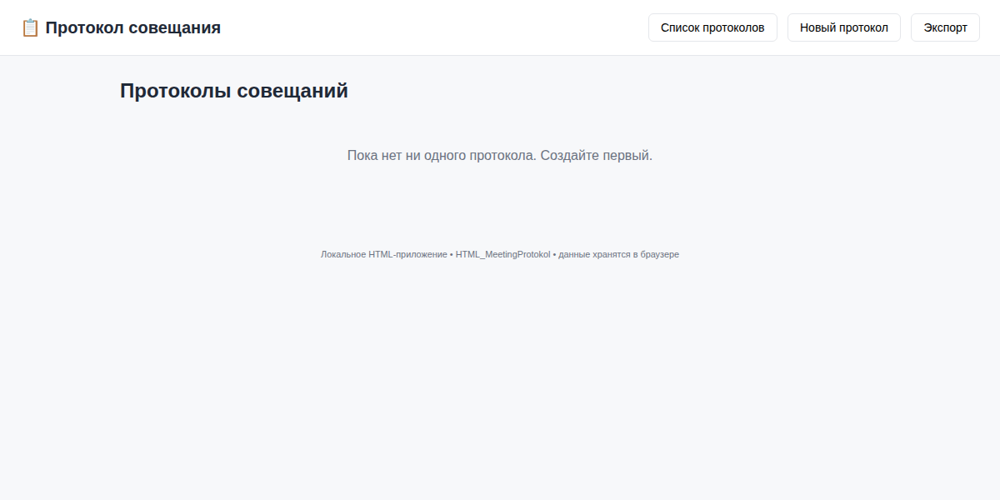 📋 Протокол совещания
Список протоколов
Новый протокол
Экспорт
Протоколы совещаний
Пока нет ни одного протокола. Создайте первый.
Локальное HTML-приложение • HTML_MeetingProtokol • данные хранятся в браузере